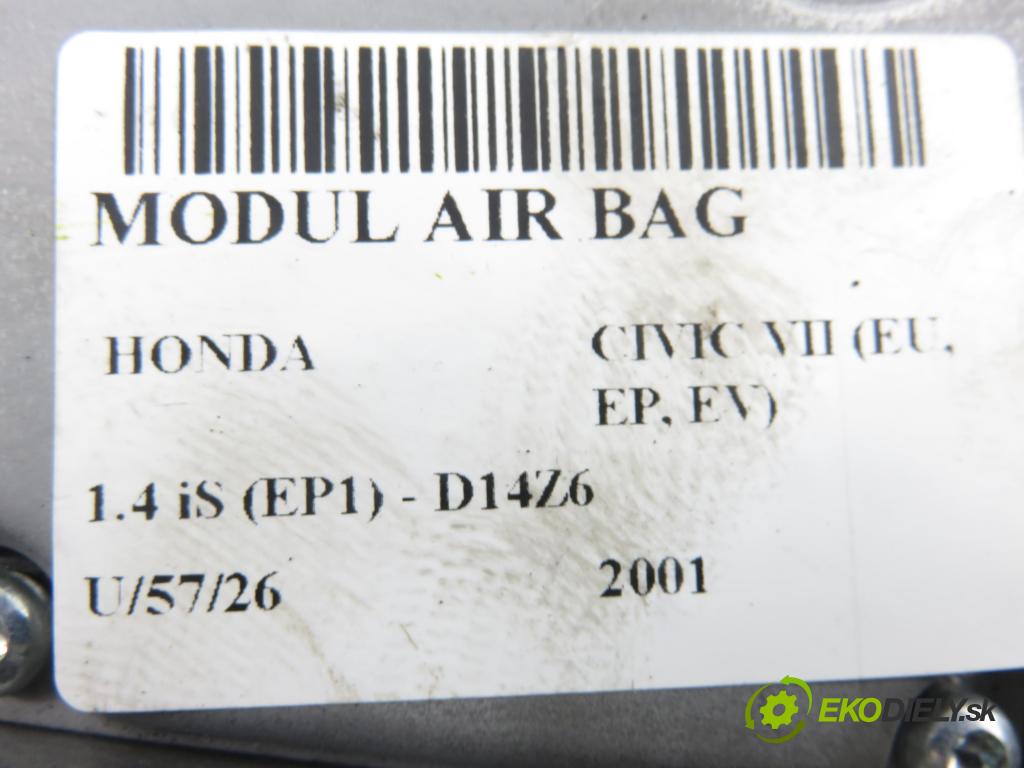 MODUL AIR BAG
HONDA
CIVIC VII (EU,
EP, EV)
1.4 iS (EP1) - D14Z6
U/57/26
2001
EKODIELY.sk